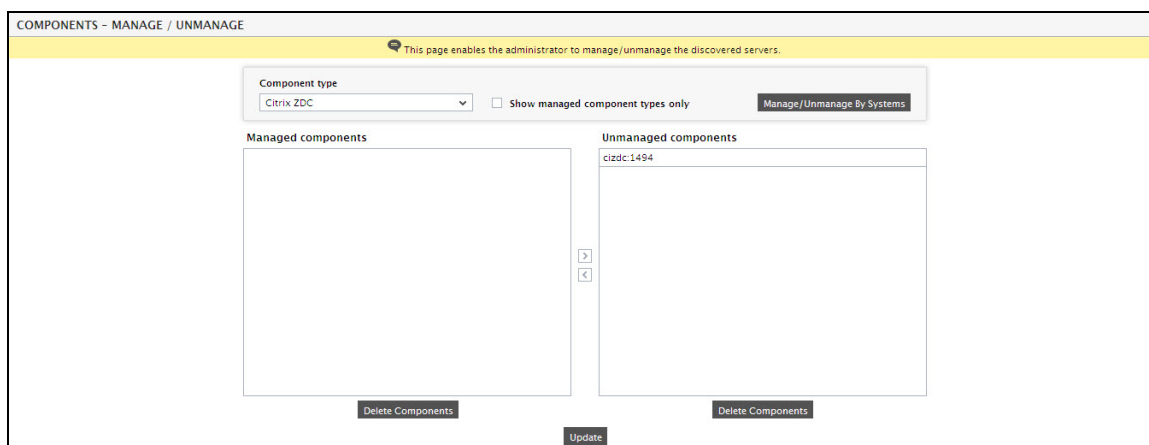 COMPONENTS - MANAGE / UNMANAGE
This page enables the administrator to manage/unmanage the discovered servers.
Component type
Citrix ZDC
Show managed component types only
Manage/Unmanage By Systems
Managed components
Unmanaged components
cizdc:1494
>
<
Delete Components
Delete Components
Update